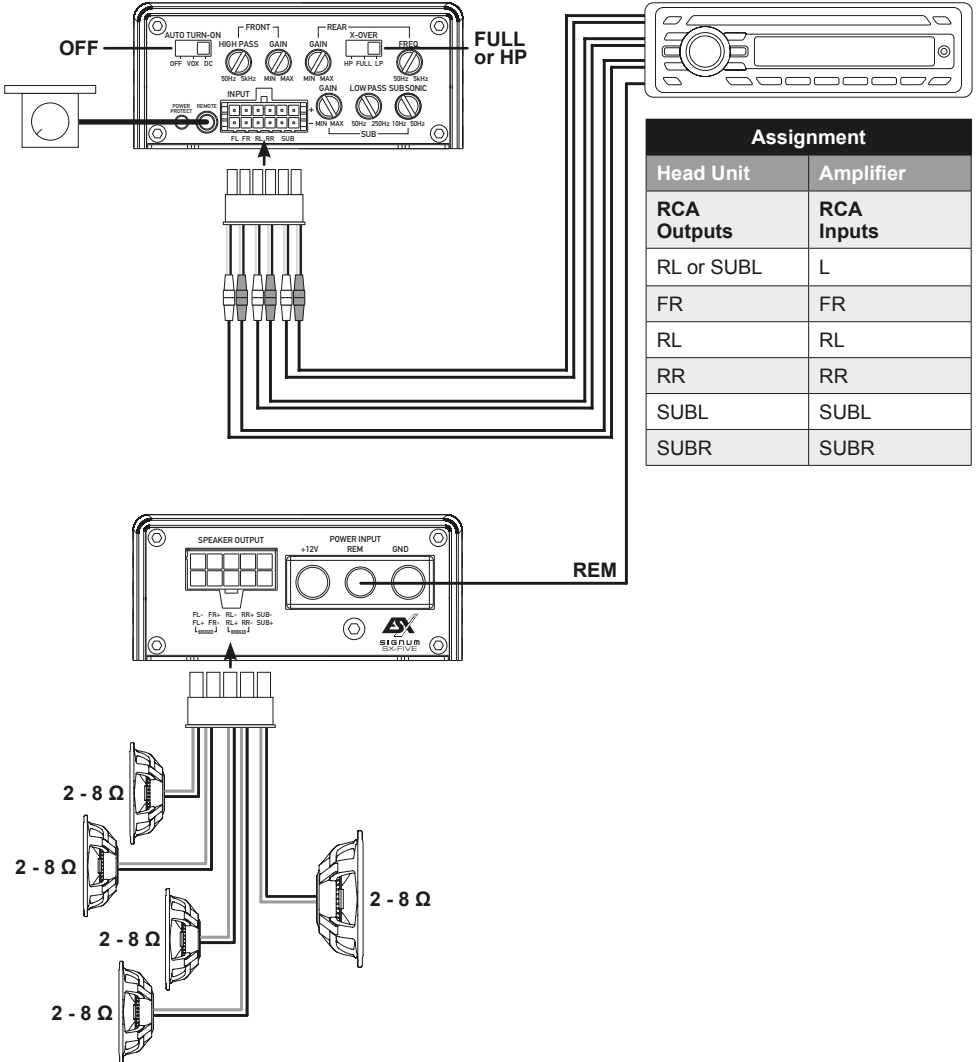 OFF
AUTO TURN-ON
OFF VOX DC
FRONT
HIGH PASS GAIN
50Hz 5kHz MIN MAX
REAR
GAIN X-OVER FREQ
MIN MAX HP FULL LP 50Hz 5kHz
FULL
or HP
POWER
PROTECT
REMOTE
INPUT
+
-
FL FR RL RR SUB
GAIN LOW PASS SUBSONIC
MIN MAX 50Hz 250Hz 10Hz 50Hz
SUB
Assignment
Head Unit Amplifier
RCA Outputs RCA Inputs
RL or SUBL L
FR FR
RL RL
RR RR
SUBL SUBL
SUBR SUBR
SPEAKER OUTPUT
POWER INPUT
+12V REM GND
REM
FL- FR+ RL- RR+ SUB-
FL+ FR- RL+ RR- SUB+
BRIDGED BRIDGED
ESX
SIGNUM
SX-FIVE
2 - 8 Ω
2 - 8 Ω
2 - 8 Ω
2 - 8 Ω
2 - 8 Ω